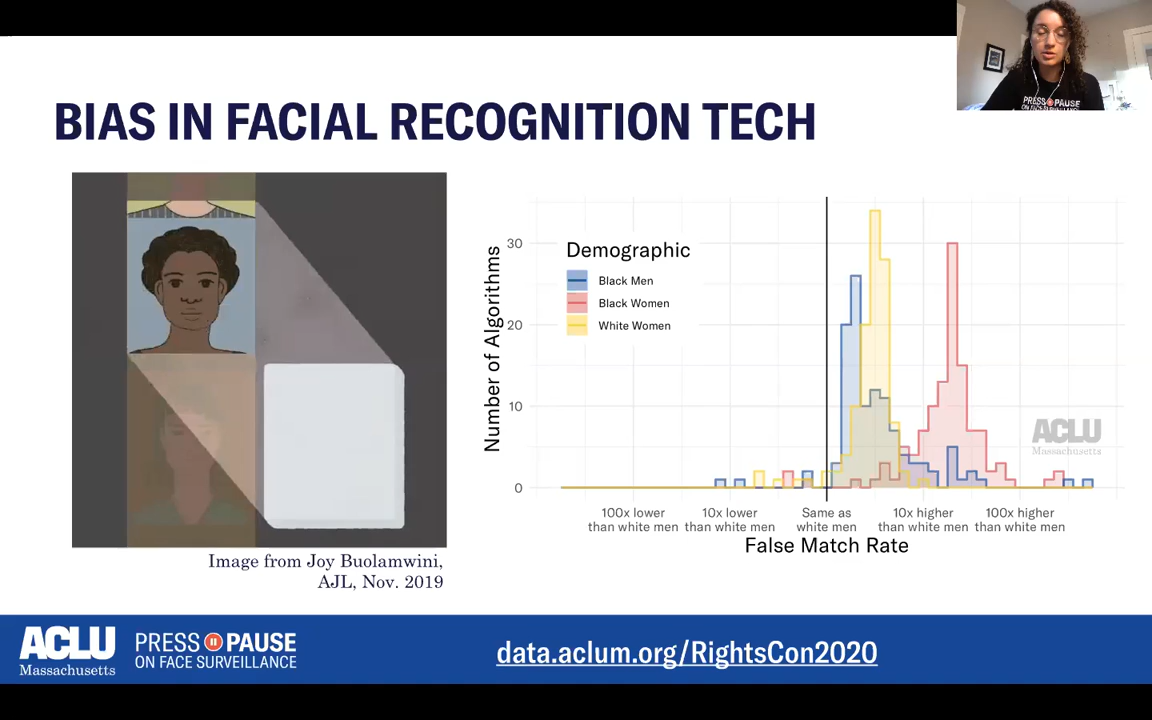 BIAS IN FACIAL RECOGNITION TECH
PRESS PAUSE
Image from Joy Buolamwini,
AJL, Nov. 2019
Number of Algorithms
30
20
10
0
Demographic
Black Men
Black Women
White Women
ACLU
Massachusetts
100x lower
than white men
10x lower
than white men
Same as
white men
10x higher
than white men
100x higher
than white men
False Match Rate
ACLU
Massachusetts
PRESS PAUSE
ON FACE SURVEILLANCE
data.aclum.org/RightsCon2020